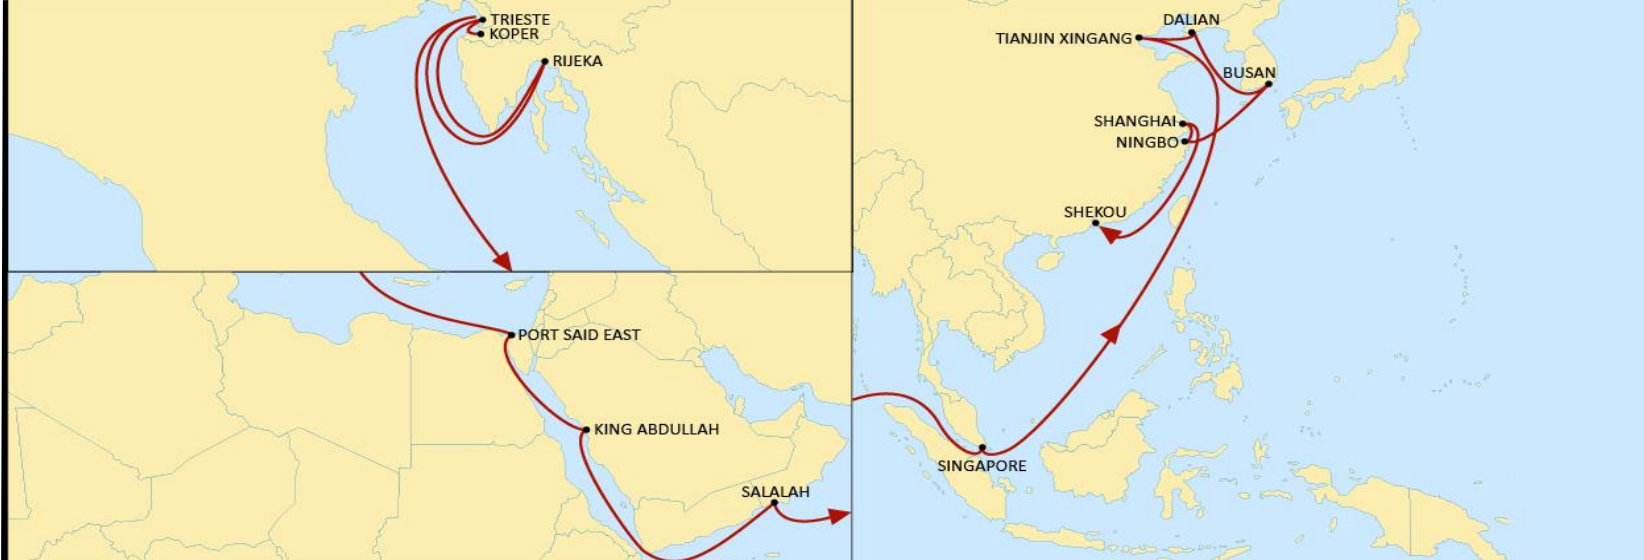 TRIESTE
KOPER
RIJEKA
PORT SAID EAST
KING ABDULLAH
SALALAH
DALIAN
TIANJIN XINGANG
BUSAN
SHANGHAI
NINGBO
SHEKOU
SINGAPORE